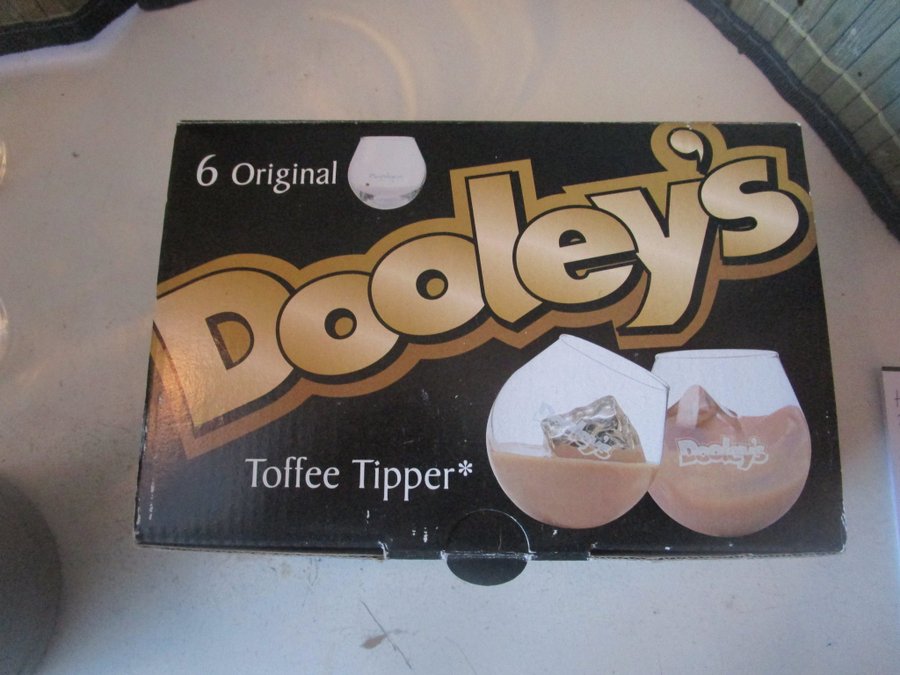 6 Original
Dooley's
Toffee Tipper*
Dooley's